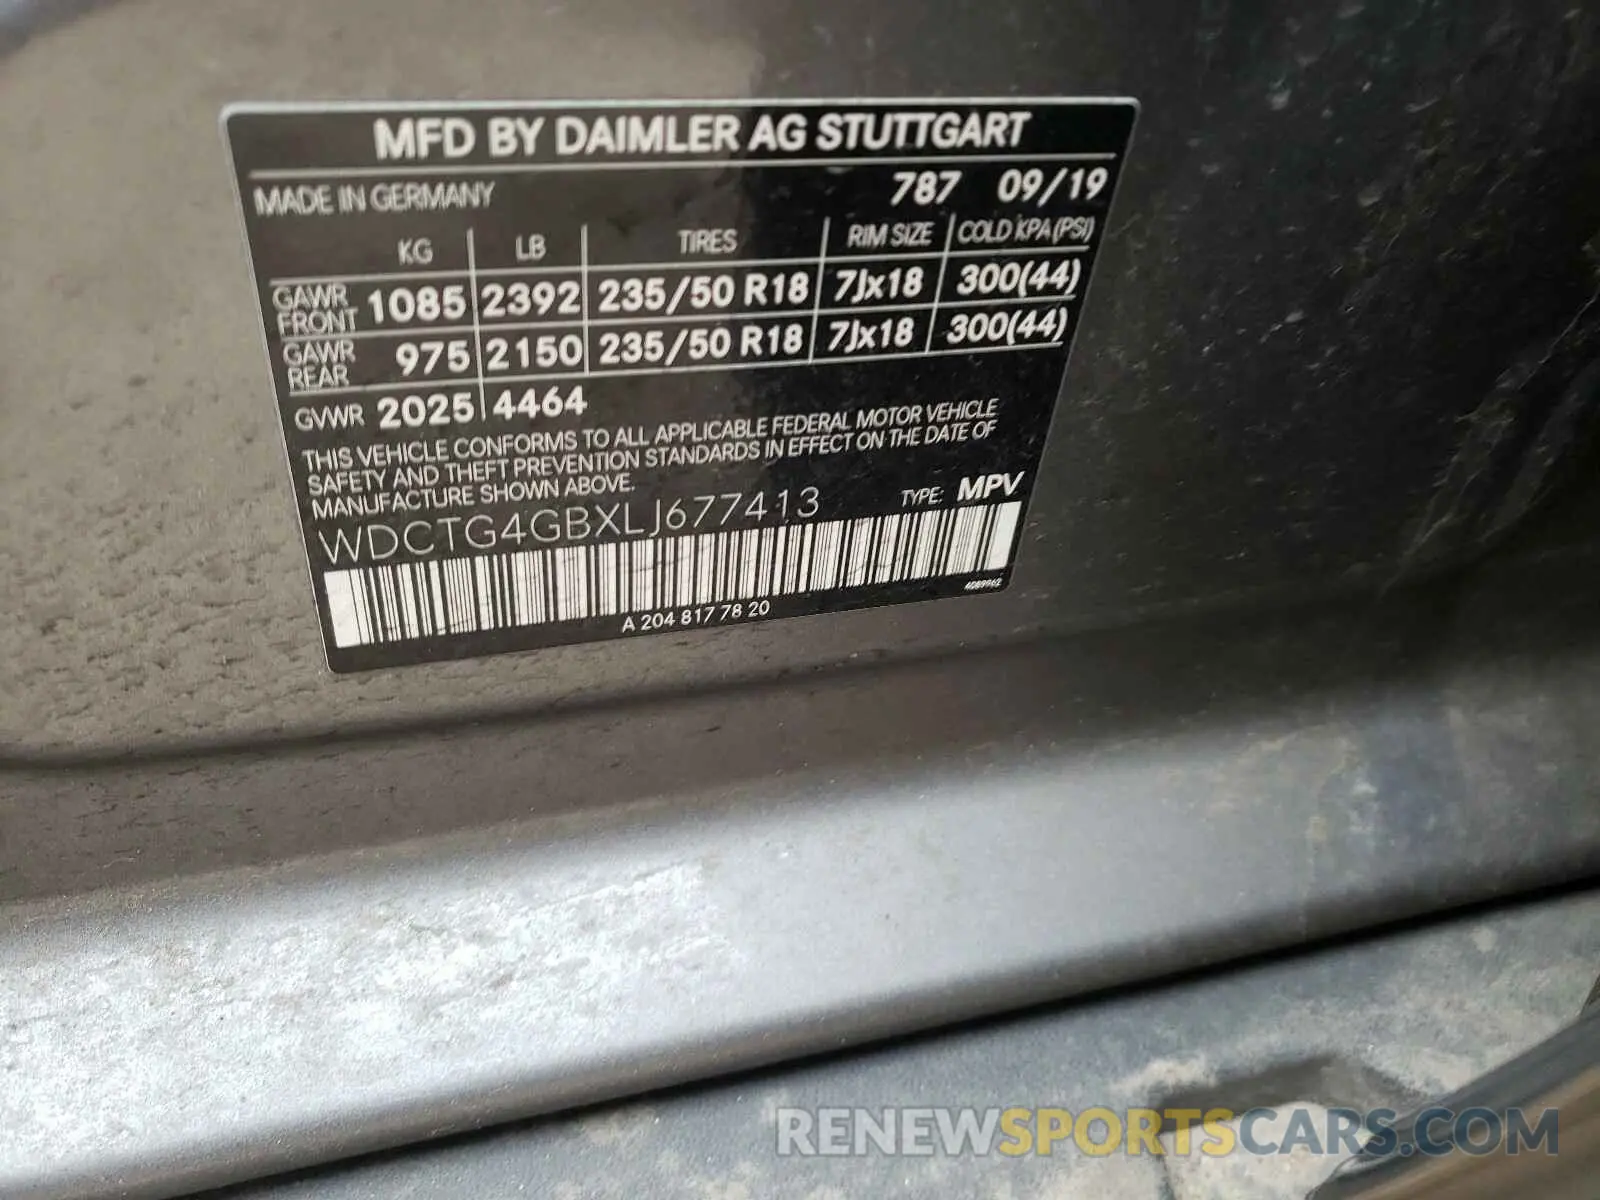 MFD BY DAIMLER AG STUTTGART
MADE IN GERMANY 787 09/19
KG LB TIRES RIM SIZE COLD KPA(PSI)
GAWR FRONT 1085 2392 235/50 R18 7Jx18 300(44)
GAWR REAR 975 2150 235/50 R18 7Jx18 300(44)
GVWR 2025 4464
THIS VEHICLE CONFORMS TO ALL APPLICABLE FEDERAL MOTOR VEHICLE
SAFETY AND THEFT PREVENTION STANDARDS IN EFFECT ON THE DATE OF
MANUFACTURE SHOWN ABOVE.
WDCTG4GBXLJ677413 TYPE: MPV
A 204 817 78 20
RENEWSPORTSCARS.COM